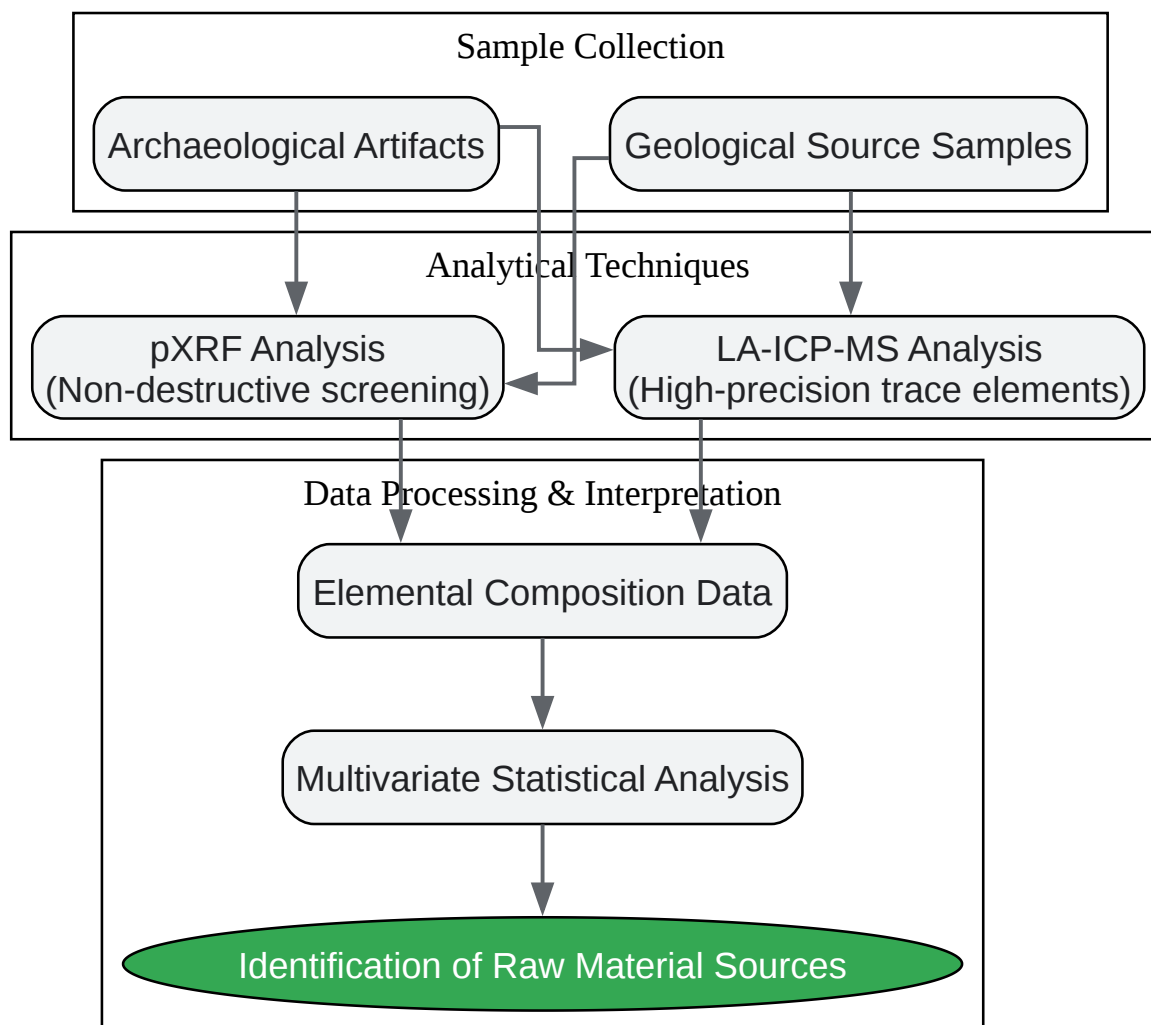 Sample Collection
Archaeological Artifacts
Geological Source Samples
Analytical Techniques
pXRF Analysis
(Non-destructive screening)
LA-ICP-MS Analysis
(High-precision trace elements)
Data Processing & Interpretation
Elemental Composition Data
Multivariate Statistical Analysis
Identification of Raw Material Sources